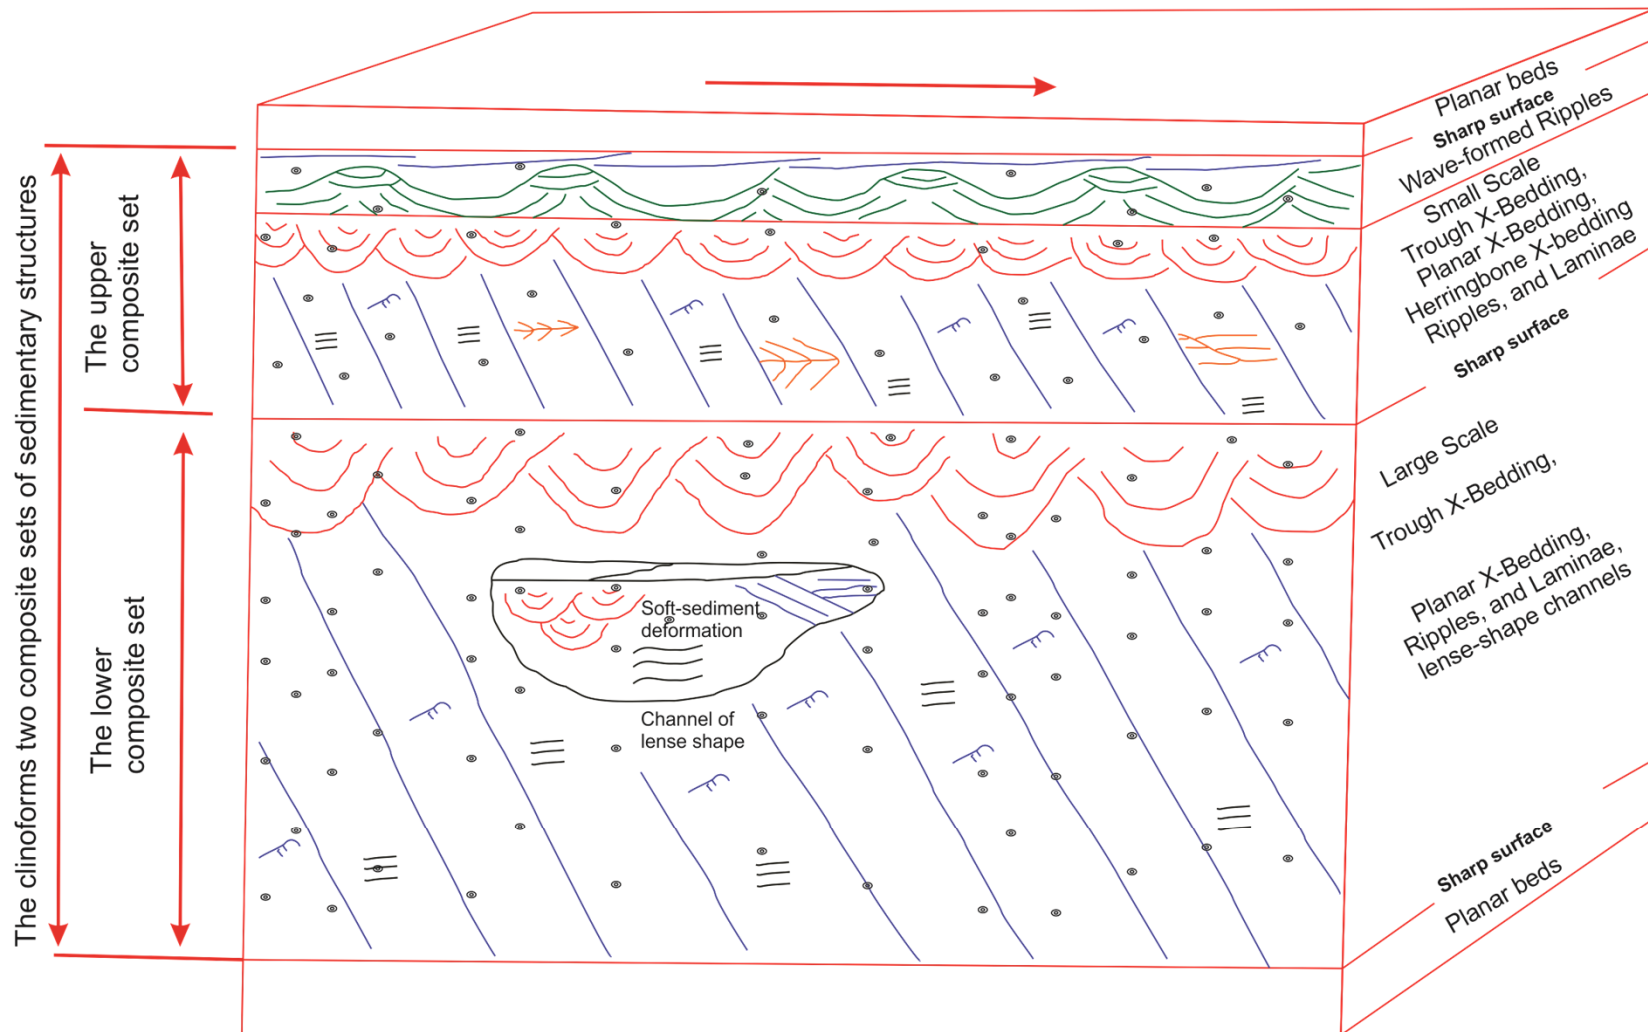 The clinoforms two composite sets of sedimentary structures
The upper
composite set
The lower
composite set
Planar beds
Sharp surface
Wave-formed Ripples
Small Scale
Trough X-Bedding,
Planar X-Bedding,
Herringbone X-bedding
Ripples, and Laminae
Sharp surface
Large Scale
Trough X-Bedding,
Planar X-Bedding,
Ripples, and Laminae,
lense-shape channels
Soft-sediment
deformation
Channel of
lense shape
Sharp surface
Planar beds